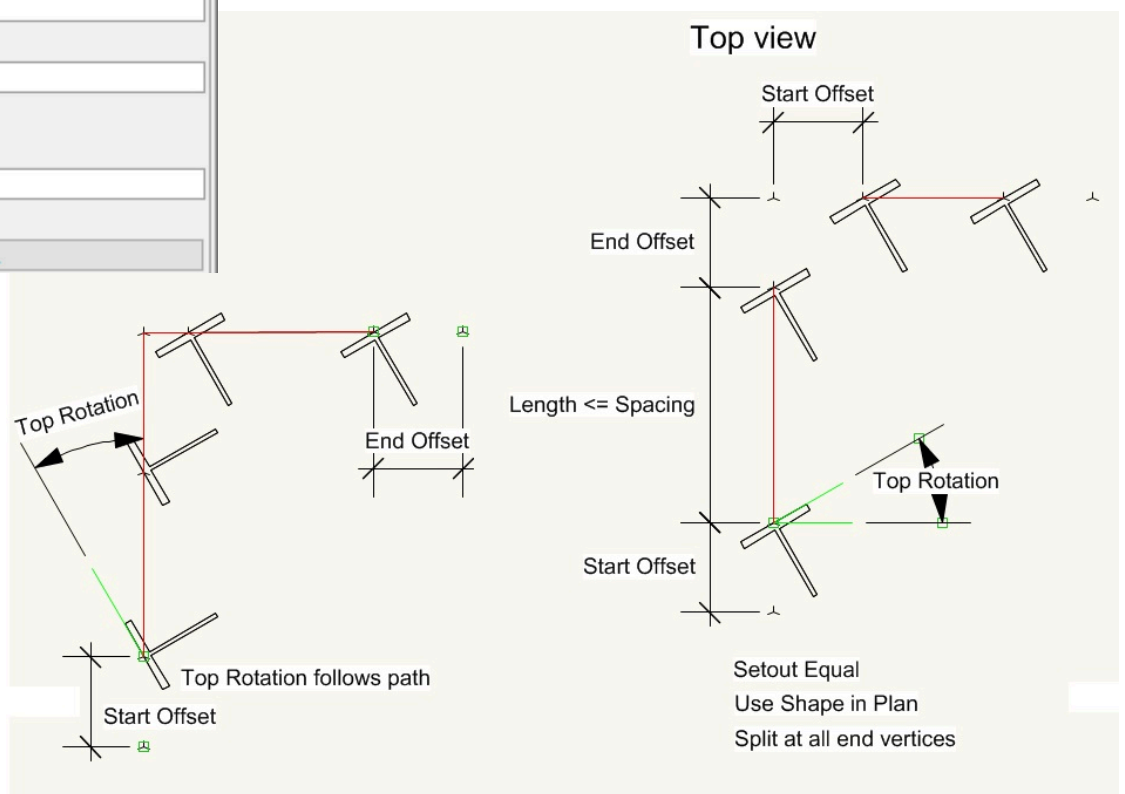 Top view
Start Offset
End Offset
Length <= Spacing
Top Rotation
Start Offset
Setout Equal
Use Shape in Plan
Split at all end vertices
Top Rotation
End Offset
Top Rotation follows path
Start Offset